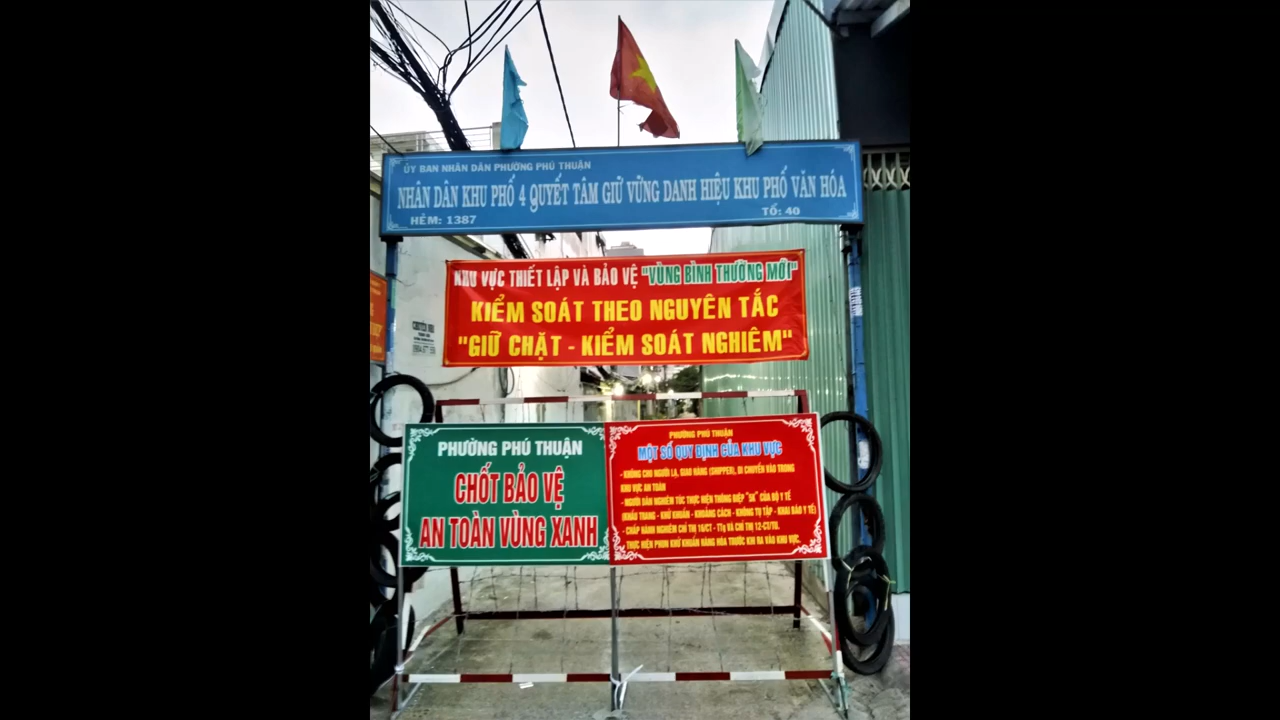 ỦY BAN NHÂN DÂN PHƯỜNG PHÚ THUẬN
NHÂN DÂN KHU PHỐ 4 QUYẾT TÂM GIỮ VỮNG DANH HIỆU KHU PHỐ VĂN HÓA
HẺM: 1387
TỔ: 40
KHU VỰC THIẾT LẬP VÀ BẢO VỆ "VÙNG BÌNH THƯỜNG MỚI"
KIỂM SOÁT THEO NGUYÊN TẮC
"GIỮ CHẶT - KIỂM SOÁT NGHIÊM"
PHƯỜNG PHÚ THUẬN
CHỐT BẢO VỆ
AN TOÀN VÙNG XANH
PHƯỜNG PHÚ THUẬN
MỘT SỐ QUY ĐỊNH CỦA KHU VỰC
- KHÔNG CHO NGƯỜI LẠ, GIAO HÀNG (SHIPPER), DI CHUYỂN VÀO TRONG
KHU VỰC AN TOÀN
- NGƯỜI DÂN NGHIÊM TÚC THỰC HIỆN THÔNG ĐIỆP "5K" CỦA BỘ Y TẾ
(KHẨU TRANG - KHỬ KHUẨN - KHOẢNG CÁCH - KHÔNG TỤ TẬP - KHAI BÁO Y TẾ)
- CHẤP HÀNH NGHIÊM CHỈ THỊ 16/CT - TTg VÀ CHỈ THỊ 12-CT/TU.
THỰC HIỆN PHUN KHỬ KHUẨN HÀNG HÓA TRƯỚC KHI RA VÀO KHU VỰC.
CHUYÊN NHẬN